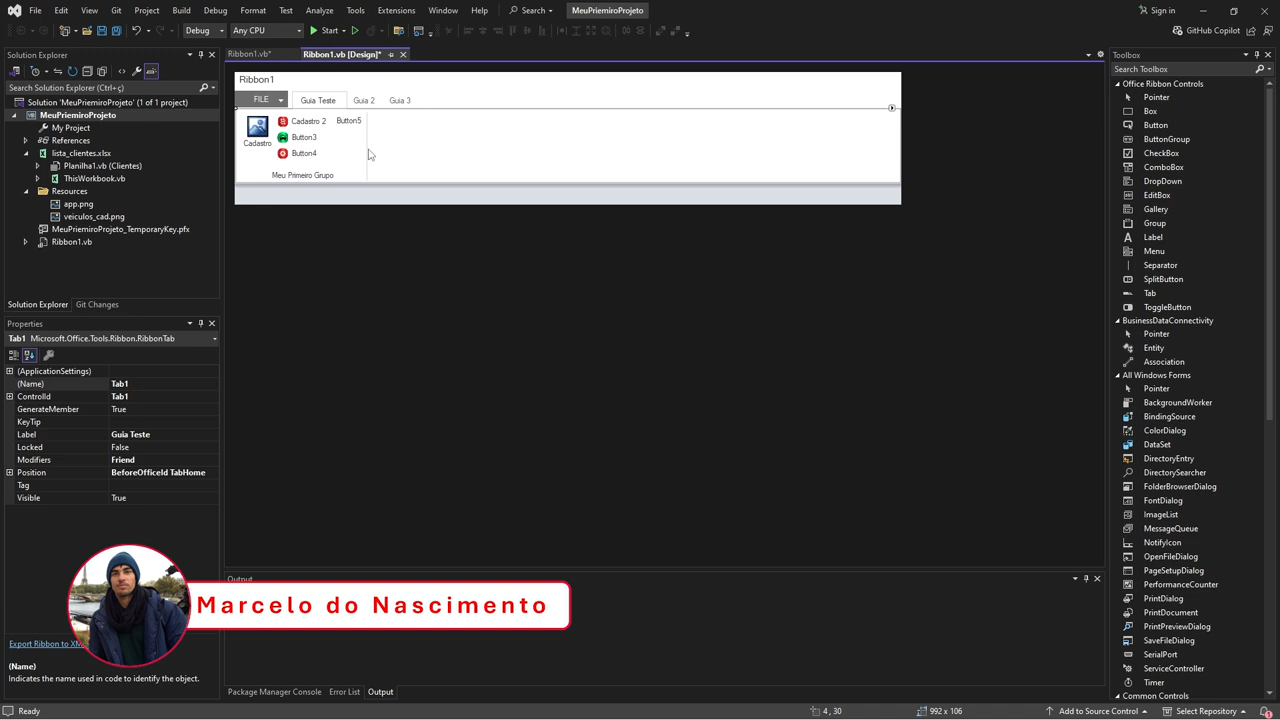 File Edit View Git Project Build Debug Format Test Analyze Tools Extensions Window Help Search MeuPriemiroProjeto Sign in
Debug Any CPU Start GitHub Copilot
Solution Explorer
Search Solution Explorer (Ctrl+ç)
Solution 'MeuPriemiroProjeto' (1 of 1 project)
MeuPriemiroProjeto
My Project
References
lista_clientes.xlsx
Planilha1.vb (Clientes)
ThisWorkbook.vb
Resources
app.png
veiculos_cad.png
MeuPriemiroProjeto_TemporaryKey.pfx
Ribbon1.vb
Solution Explorer Git Changes
Properties
Tab1 Microsoft.Office.Tools.Ribbon.RibbonTab
(ApplicationSettings)
(Name) Tab1
ControlId Tab1
GenerateMember True
KeyTip
Label Guia Teste
Locked False
Modifiers Friend
Position BeforeOfficeId TabHome
Tag
Visible True
Export Ribbon to XM
(Name)
Indicates the name used in code to identify the object.
Ribbon1.vb* Ribbon1.vb [Design]*
Ribbon1
FILE Guia Teste Guia 2 Guia 3
Cadastro
Cadastro 2 Button5
Button3
Button4
Meu Primeiro Grupo
Output
Marcelo do Nascimento
Package Manager Console Error List Output
Toolbox
Search Toolbox
Office Ribbon Controls
Pointer
Box
Button
ButtonGroup
CheckBox
ComboBox
DropDown
EditBox
Gallery
Group
Label
Menu
Separator
SplitButton
Tab
ToggleButton
BusinessDataConnectivity
Pointer
Entity
Association
All Windows Forms
Pointer
BackgroundWorker
BindingSource
ColorDialog
DataSet
DirectoryEntry
DirectorySearcher
FolderBrowserDialog
FontDialog
ImageList
MessageQueue
NotifyIcon
OpenFileDialog
PageSetupDialog
PerformanceCounter
PrintDialog
PrintDocument
PrintPreviewDialog
SaveFileDialog
SerialPort
ServiceController
Timer
Common Controls
Ready 4 , 30 992 x 106 Add to Source Control Select Repository